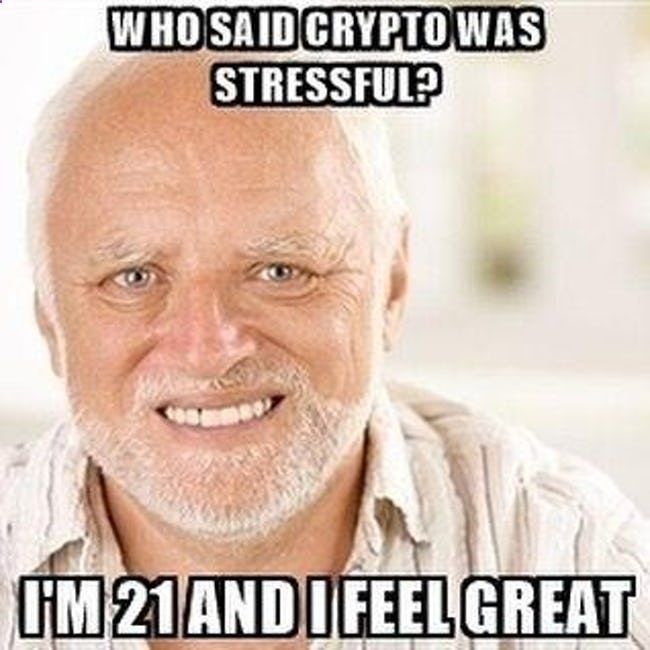 WHO SAID CRYPTO WAS
STRESSFUL?
I'M 21 AND I FEEL GREAT